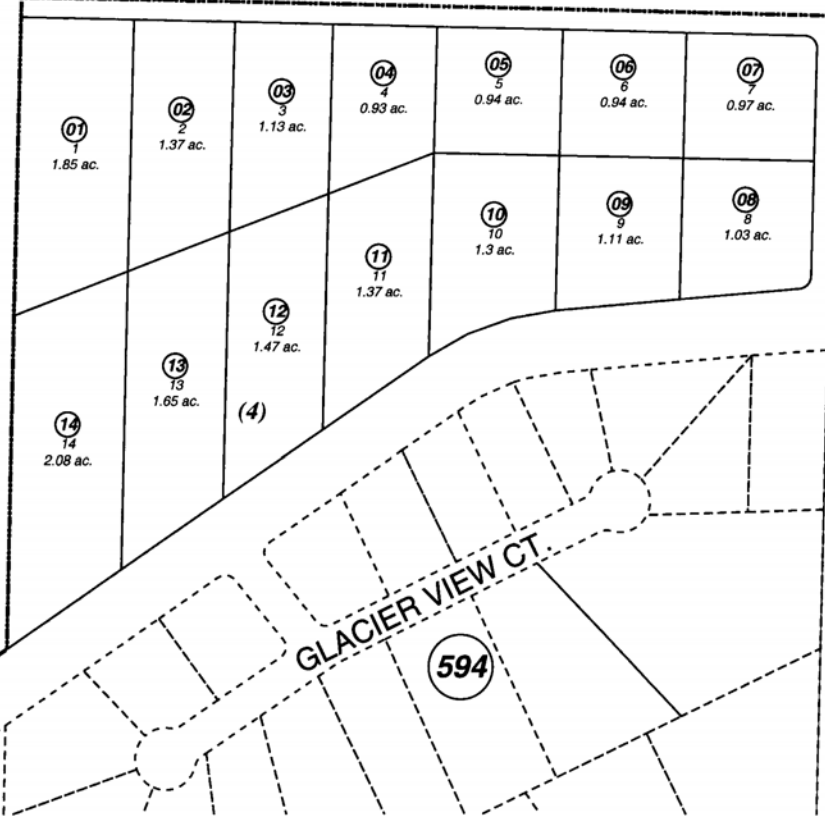 01
1
1.85 ac.
02
2
1.37 ac.
03
3
1.13 ac.
04
4
0.93 ac.
05
5
0.94 ac.
06
6
0.94 ac.
07
7
0.97 ac.
14
14
2.08 ac.
13
13
1.65 ac.
12
12
1.47 ac.
11
11
1.37 ac.
10
10
1.3 ac.
09
9
1.11 ac.
08
8
1.03 ac.
(4)
GLACIER VIEW CT.
594